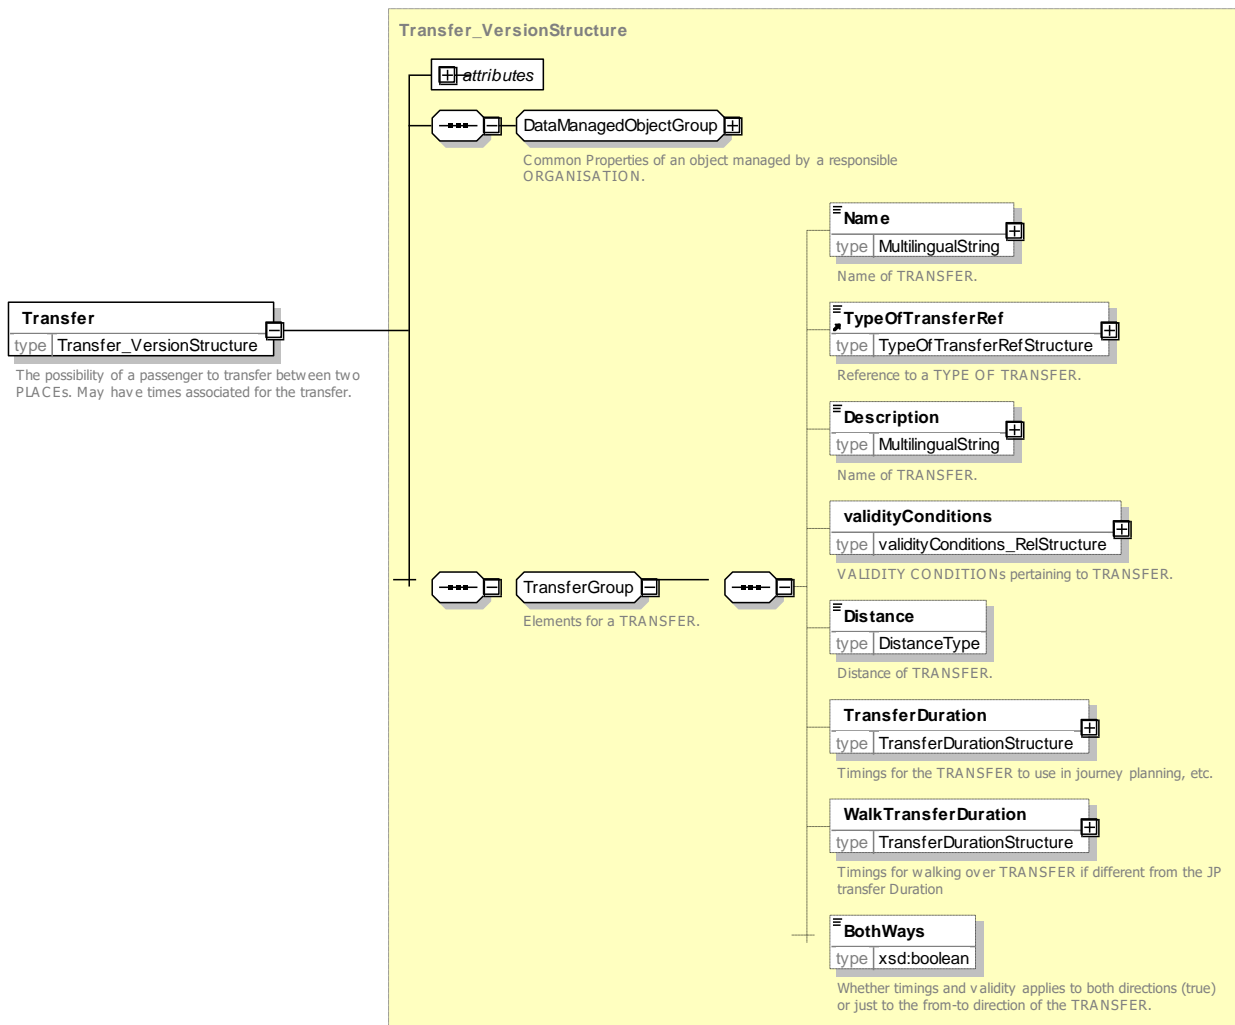 Transfer_VersionStructure
attributes
DataManagedObjectGroup
Common Properties of an object managed by a responsible
ORGANISATION.
Name
type MultilingualString
Name of TRANSFER.
Transfer
type Transfer_VersionStructure
The possibility of a passenger to transfer between two
PLACEs. May have times associated for the transfer.
TypeOfTransferRef
type TypeOfTransferRefStructure
Reference to a TYPE OF TRANSFER.
Description
type MultilingualString
Name of TRANSFER.
validityConditions
type validityConditions_RelStructure
VALIDITY CONDITIONs pertaining to TRANSFER.
TransferGroup
Elements for a TRANSFER.
Distance
type DistanceType
Distance of TRANSFER.
TransferDuration
type TransferDurationStructure
Timings for the TRANSFER to use in journey planning, etc.
WalkTransferDuration
type TransferDurationStructure
Timings for walking over TRANSFER if different from the JP
transfer Duration
BothWays
type xsd:boolean
Whether timings and validity applies to both directions (true)
or just to the from-to direction of the TRANSFER.